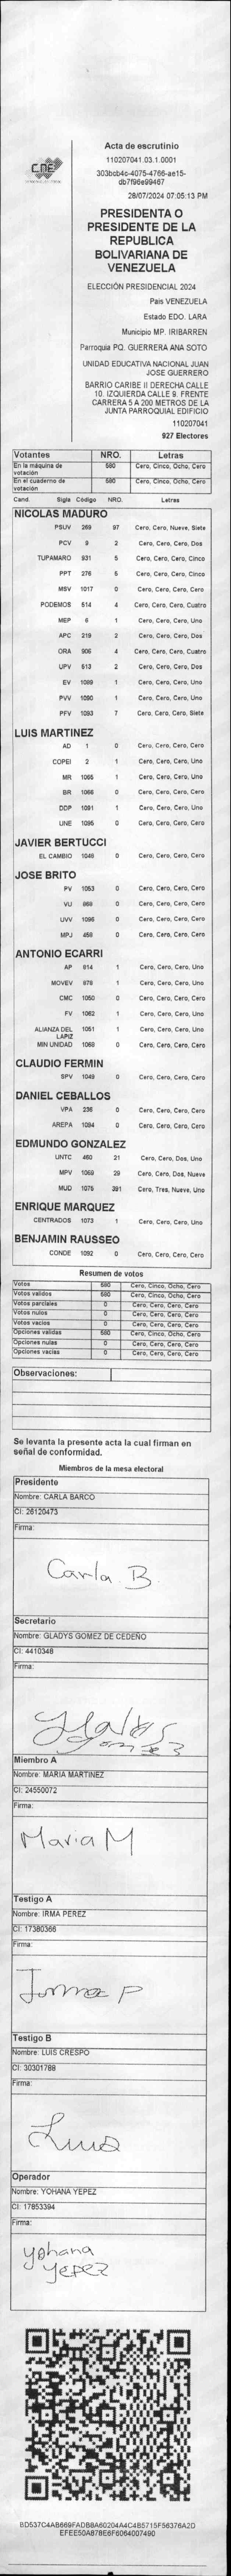 CNE
Acta de escrutinio
110207041.03.1.0001
303bcb4c-4075-4766-ae15-
db7f96e99467
28/07/2024 07:05:13 PM
PRESIDENTA O
PRESIDENTE DE LA
REPUBLICA
BOLIVARIANA DE
VENEZUELA
ELECCIÓN PRESIDENCIAL 2024
Pais VENEZUELA
Estado EDO. LARA
Municipio MP. IRIBARREN
Parroquia PQ. GUERRERA ANA SOTO
UNIDAD EDUCATIVA NACIONAL JUAN
JOSE GUERRERO
BARRIO CARIBE II DERECHA CALLE
10. IZQUIERDA CALLE 9. FRENTE
CARRERA 5 A 200 METROS DE LA
JUNTA PARROQUIAL EDIFICIO
110207041
927 Electores
Votantes NRO. Letras
En la máquina de votación 580 Cero, Cinco, Ocho, Cero
En el cuaderno de votación 580 Cero, Cinco, Ocho, Cero
Cand. Sigla Código NRO. Letras
NICOLAS MADURO
PSUV 269 97 Cero, Cero, Nueve, Siete
PCV 9 2 Cero, Cero, Cero, Dos
TUPAMARO 931 5 Cero, Cero, Cero, Cinco
PPT 276 5 Cero, Cero, Cero, Cinco
MSV 1017 0 Cero, Cero, Cero, Cero
PODEMOS 514 4 Cero, Cero, Cero, Cuatro
MEP 6 1 Cero, Cero, Cero, Uno
APC 219 2 Cero, Cero, Cero, Dos
ORA 906 4 Cero, Cero, Cero, Cuatro
UPV 513 2 Cero, Cero, Cero, Dos
EV 1089 1 Cero, Cero, Cero, Uno
PVV 1090 1 Cero, Cero, Cero, Uno
PFV 1093 7 Cero, Cero, Cero, Siete
LUIS MARTINEZ
AD 1 0 Cero, Cero, Cero, Cero
COPEI 2 1 Cero, Cero, Cero, Uno
MR 1065 1 Cero, Cero, Cero, Uno
BR 1066 0 Cero, Cero, Cero, Cero
DDP 1091 1 Cero, Cero, Cero, Uno
UNE 1095 0 Cero, Cero, Cero, Cero
JAVIER BERTUCCI
EL CAMBIO 1046 0 Cero, Cero, Cero, Cero
JOSE BRITO
PV 1053 0 Cero, Cero, Cero, Cero
VU 868 0 Cero, Cero, Cero, Cero
UVV 1096 0 Cero, Cero, Cero, Cero
MPJ 458 0 Cero, Cero, Cero, Cero
ANTONIO ECARRI
AP 814 1 Cero, Cero, Cero, Uno
MOVEV 878 1 Cero, Cero, Cero, Uno
CMC 1050 0 Cero, Cero, Cero, Cero
FV 1062 1 Cero, Cero, Cero, Uno
ALIANZA DEL LAPIZ 1051 1 Cero, Cero, Cero, Uno
MIN UNIDAD 1068 0 Cero, Cero, Cero, Cero
CLAUDIO FERMIN
SPV 1049 0 Cero, Cero, Cero, Cero
DANIEL CEBALLOS
VPA 236 0 Cero, Cero, Cero, Cero
AREPA 1094 0 Cero, Cero, Cero, Cero
EDMUNDO GONZALEZ
UNTC 460 21 Cero, Cero, Dos, Uno
MPV 1069 29 Cero, Cero, Dos, Nueve
MUD 1075 391 Cero, Tres, Nueve, Uno
ENRIQUE MARQUEZ
CENTRADOS 1073 1 Cero, Cero, Cero, Uno
BENJAMIN RAUSSEO
CONDE 1092 0 Cero, Cero, Cero, Cero
Resumen de votos
Votos 580 Cero, Cinco, Ocho, Cero
Votos validos 580 Cero, Cinco, Ocho, Cero
Votos parciales 0 Cero, Cero, Cero, Cero
Votos nulos 0 Cero, Cero, Cero, Cero
Votos vacios 0 Cero, Cero, Cero, Cero
Opciones validas 580 Cero, Cinco, Ocho, Cero
Opciones nulas 0 Cero, Cero, Cero, Cero
Opciones vacias 0 Cero, Cero, Cero, Cero
Observaciones:
Se levanta la presente acta la cual firman en
señal de conformidad.
Miembros de la mesa electoral
Presidente
Nombre: CARLA BARCO
CI: 26120473
Firma:
Carla B
Secretario
Nombre: GLADYS GOMEZ DE CEDEÑO
CI: 4410348
Firma:
Gladys
Gomez
Miembro A
Nombre: MARIA MARTINEZ
CI: 24550072
Firma:
Maria M
Testigo A
Nombre: IRMA PEREZ
CI: 17380366
Firma:
Irma P
Testigo B
Nombre: LUIS CRESPO
CI: 30301788
Firma:
Luis
Operador
Nombre: YOHANA YEPEZ
CI: 17853394
Firma:
yohana
yepez
BD537C4AB669FADB8A60204A4C4B5715F56376A2D
EFEE50A878E6F6064007490